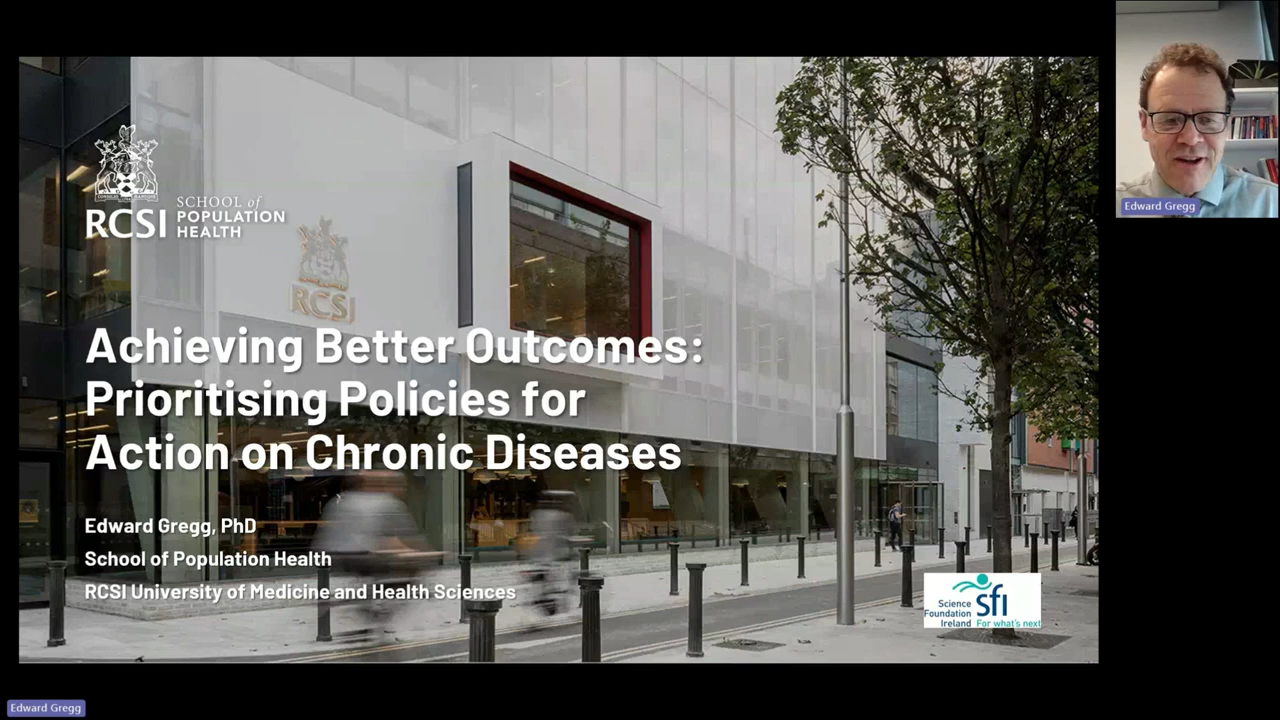 RCSI
SCHOOL of
POPULATION
HEALTH
RCSI
Achieving Better Outcomes:
Prioritising Policies for
Action on Chronic Diseases
Edward Gregg, PhD
School of Population Health
RCSI University of Medicine and Health Sciences
Science
Foundation
Ireland
sfi
For what's next
Edward Gregg
Edward Gregg